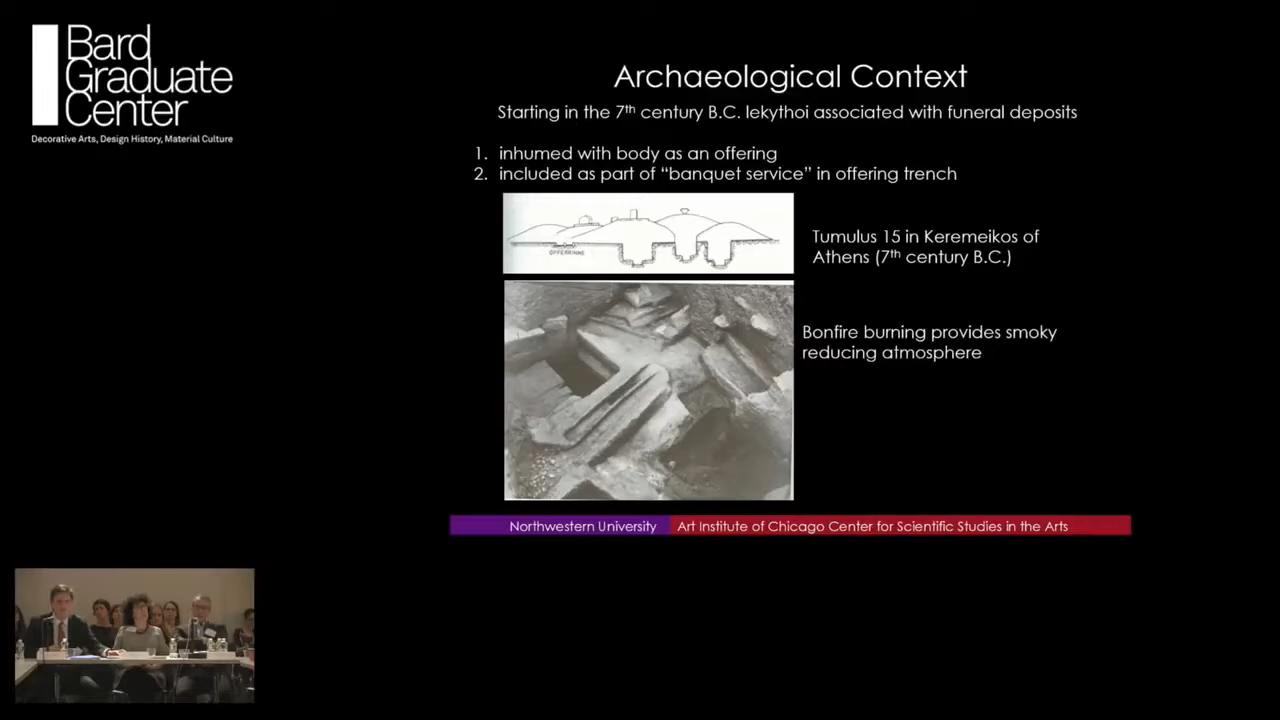 Bard
Graduate
Center
Decorative Arts, Design History, Material Culture
Archaeological Context
Starting in the 7th century B.C. lekythoi associated with funeral deposits
1. inhumed with body as an offering
2. included as part of “banquet service” in offering trench
OPFERRINNE
Tumulus 15 in Keremeikos of
Athens (7th century B.C.)
Bonfire burning provides smoky
reducing atmosphere
Northwestern University
Art Institute of Chicago Center for Scientific Studies in the Arts